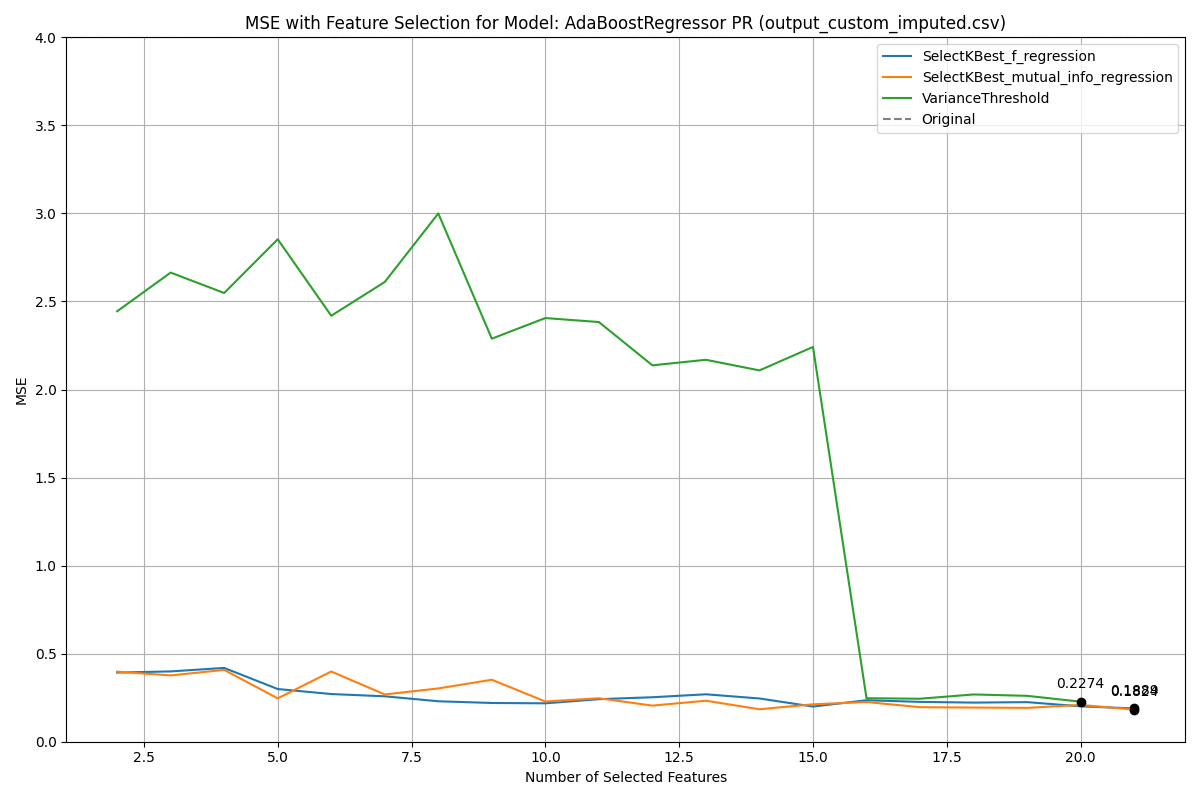 MSE with Feature Selection for Model: AdaBoostRegressor PR (output_custom_imputed.csv)
SelectKBest_f_regression
SelectKBest_mutual_info_regression
VarianceThreshold
Original
MSE
4.0
3.5
3.0
2.5
2.0
1.5
1.0
0.5
0.0
0.2274
2.5
5.0
7.5
10.0
12.5
15.0
17.5
20.0
Number of Selected Features